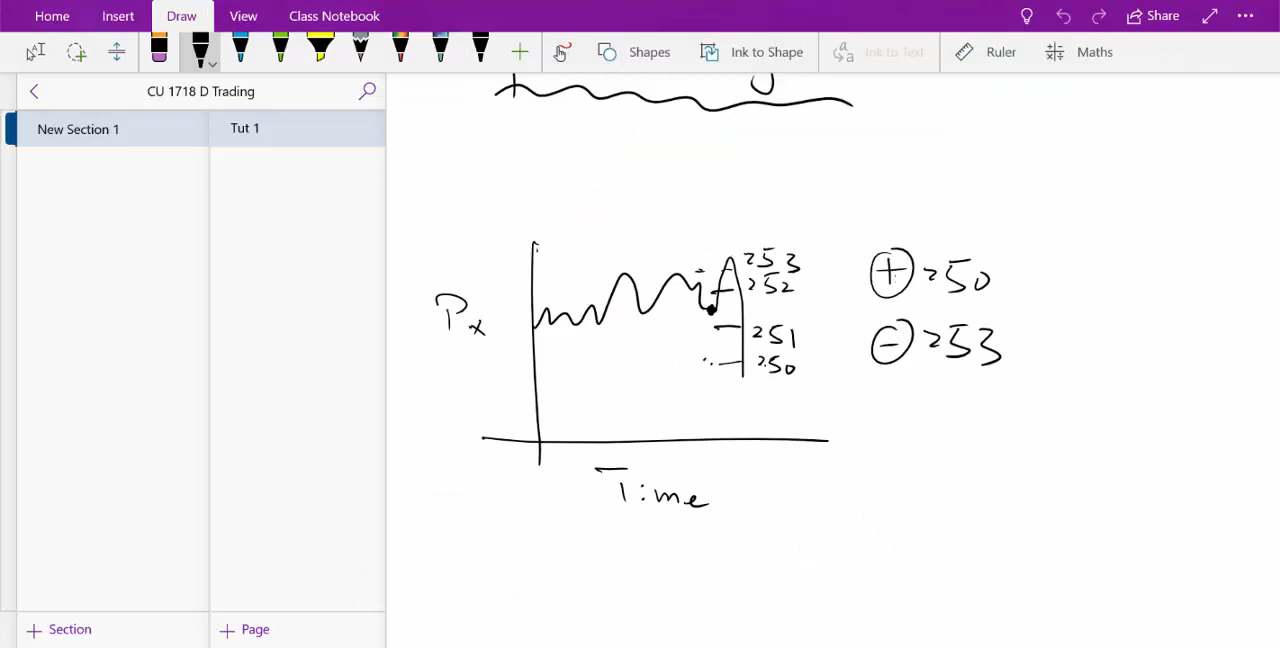 Home Insert Draw View Class Notebook Share
Shapes Ink to Shape Ink to Text Ruler Maths
CU 1718 D Trading
New Section 1 Tut 1
253
252
251
250
Px
+ 250
- 253
Time
+ Section + Page